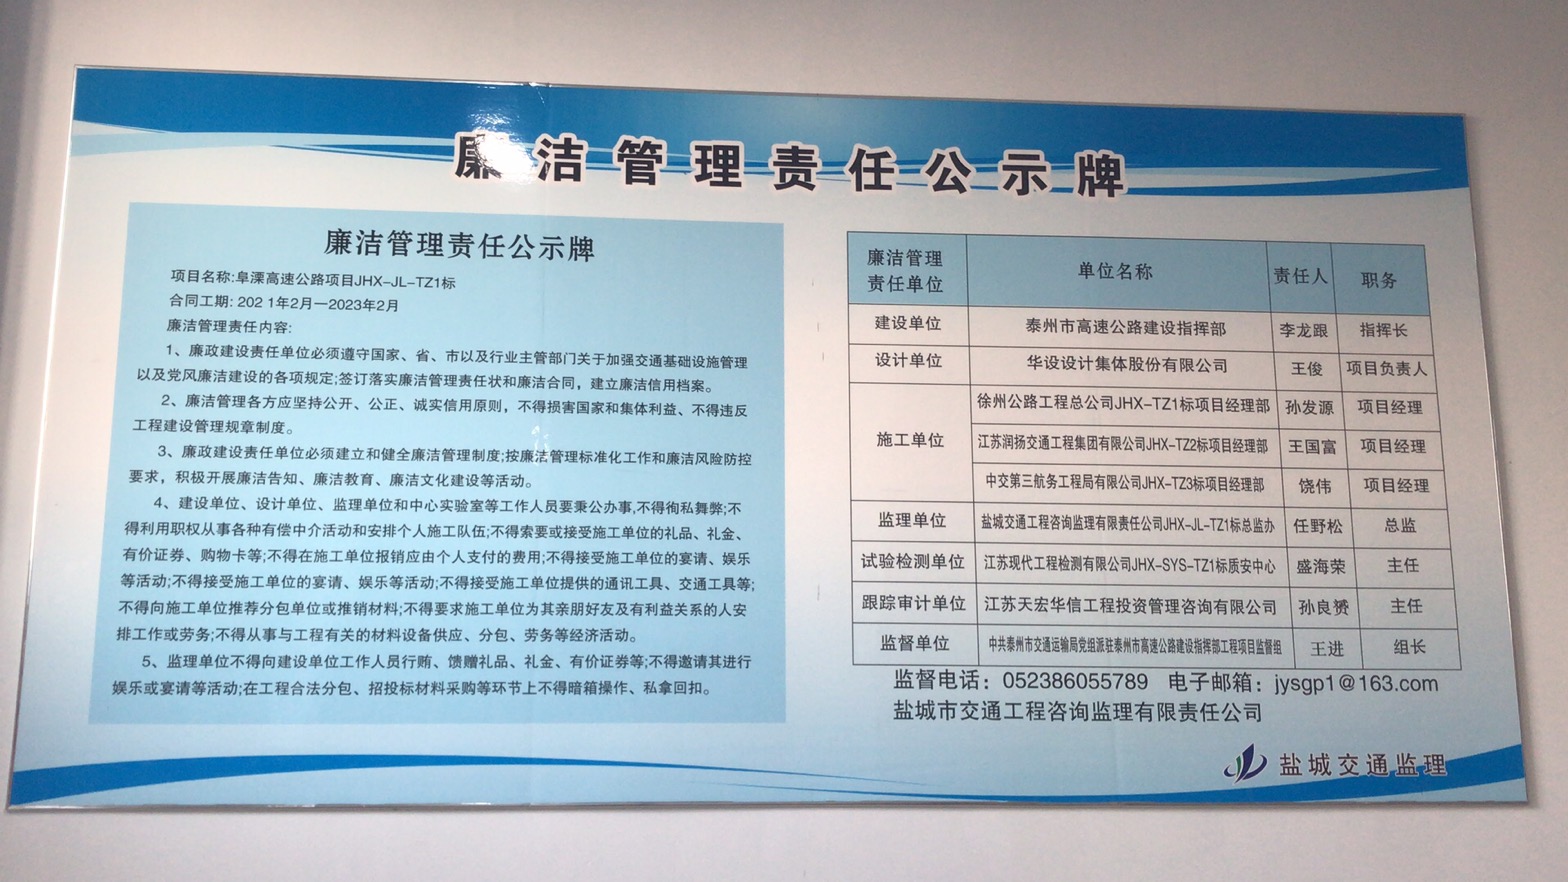 廉洁管理责任公示牌
廉洁管理责任公示牌
项目名称:阜溧高速公路项目JHX-JL-TZ1标
合同工期: 2021年2月—2023年2月
廉洁管理责任内容:
1、廉政建设责任单位必须遵守国家、省、市以及行业主管部门关于加强交通基础设施管理
以及党风廉洁建设的各项规定;签订落实廉洁管理责任状和廉洁合同，建立廉洁信用档案。
2、廉洁管理各方应坚持公开、公正、诚实信用原则，不得损害国家和集体利益、不得违反
工程建设管理规章制度。
3、廉政建设责任单位必须建立和健全廉洁管理制度;按廉洁管理标准化工作和廉洁风险防控
要求，积极开展廉洁告知、廉洁教育、廉洁文化建设等活动。
4、建设单位、设计单位、监理单位和中心实验室等工作人员要秉公办事,不得徇私舞弊;不
得利用职权从事各种有偿中介活动和安排个人施工队伍;不得索要或接受施工单位的礼品、礼金、
有价证券、购物卡等;不得在施工单位报销应由个人支付的费用;不得接受施工单位的宴请、娱乐
等活动;不得接受施工单位的宴请、娱乐等活动;不得接受施工单位提供的通讯工具、交通工具等;
不得向施工单位推荐分包单位或推销材料;不得要求施工单位为其亲朋好友及有利益关系的人安
排工作或劳务;不得从事与工程有关的材料设备供应、分包、劳务等经济活动。
5、监理单位不得向建设单位工作人员行贿、馈赠礼品、礼金、有价证券等;不得邀请其进行
娱乐或宴请等活动;在工程合法分包、招投标材料采购等环节上不得暗箱操作、私拿回扣。
廉洁管理责任单位 单位名称 责任人 职务
建设单位 泰州市高速公路建设指挥部 李龙跟 指挥长
设计单位 华设设计集体股份有限公司 王俊 项目负责人
施工单位 徐州公路工程总公司JHX-TZ1标项目经理部 孙发源 项目经理
江苏润扬交通工程集团有限公司JHX-TZ2标项目经理部 王国富 项目经理
中交第三航务工程局有限公司JHX-TZ3标项目经理部 饶伟 项目经理
监理单位 盐城交通工程咨询监理有限责任公司JHX-JL-TZ1标总监办 任野松 总监
试验检测单位 江苏现代工程检测有限公司JHX-SYS-TZ1标质安中心 盛海荣 主任
跟踪审计单位 江苏天宏华信工程投资管理咨询有限公司 孙良赟 主任
监督单位 中共泰州市交通运输局党组派驻泰州市高速公路建设指挥部工程项目监督组 王进 组长
监督电话：052386055789 电子邮箱：jysgp1@163.com
盐城市交通工程咨询监理有限责任公司
盐城交通监理